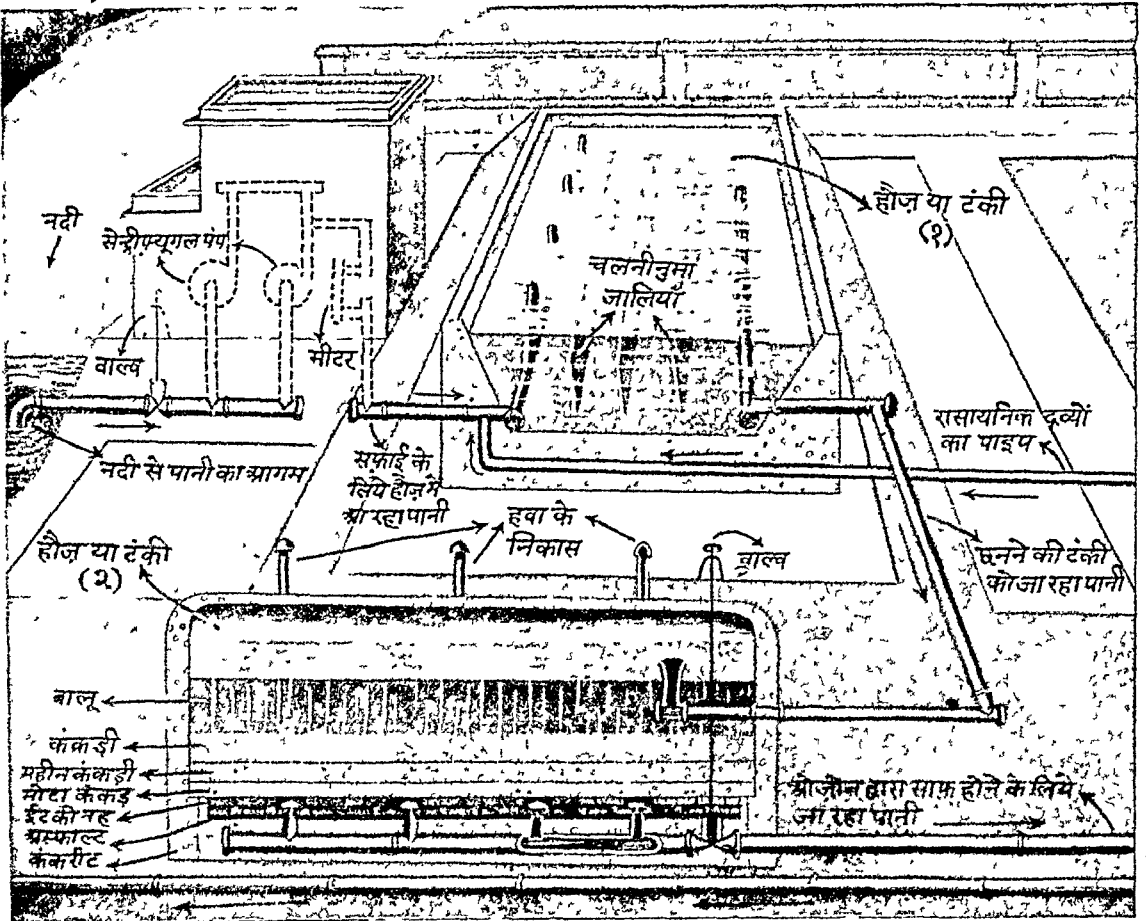 नदी
सेन्ट्रीफ्यूगल पंप
वाल्व
मीटर
हौज़ या टंकी
(१)
चलनीनुमा
जालियाँ
रासायनिक द्रव्यों
का पाइप
नदी से पानी का आगम
सफ़ाई के
लिये हौज़ में
आ रहा पानी
हवा के
निकास
वाल्व
छनने की टंकी
को जा रहा पानी
हौज़ या टंकी
(२)
बालू
कंकड़ी
महीन कंकड़ी
मोटा कंकड़
ईंट की तह
अस्फाल्ट
कंकरीट
ओज़ोन द्वारा साफ़ होने के लिये
जा रहा पानी